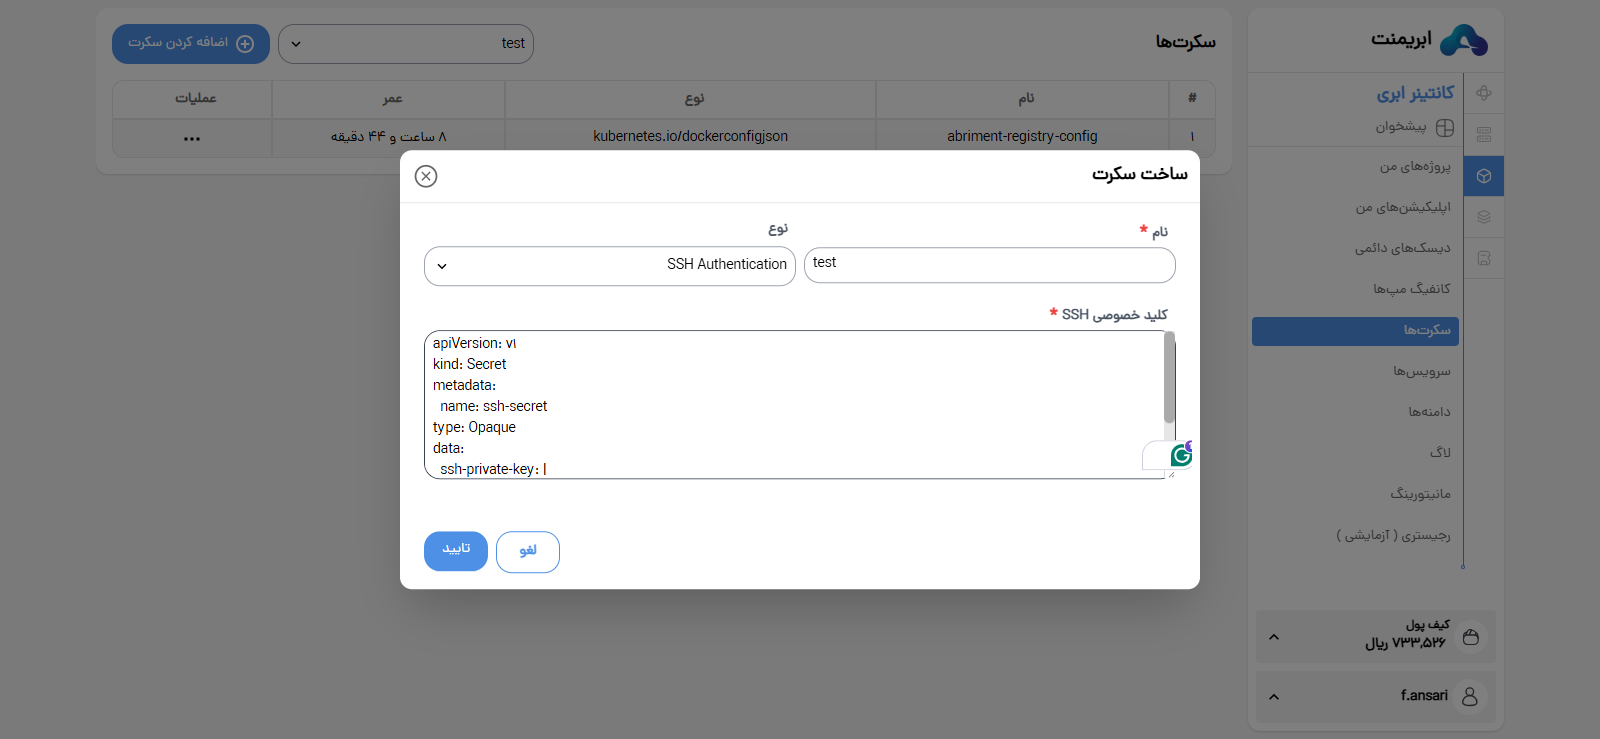 ابریمنت
کانتینر ابری
پیشخوان
پروژه‌های من
اپلیکیشن‌های من
دیسک‌های دائمی
کانفیگ مپ‌ها
سکرت‌ها
سرویس‌ها
دامنه‌ها
لاگ
مانیتورینگ
رجیستری ( آزمایشی )
کیف پول
۷۳۳,۵۲۶ ریال
f.ansari
سکرت‌ها
test
اضافه کردن سکرت
# نام نوع عمر عملیات
۱ abriment-registry-config kubernetes.io/dockerconfigjson ۸ ساعت و ۴۴ دقیقه
ساخت سکرت
نام *
test
نوع
SSH Authentication
کلید خصوصی SSH *
apiVersion: v۱
kind: Secret
metadata:
name: ssh-secret
type: Opaque
data:
ssh-private-key: |
لغو
تایید